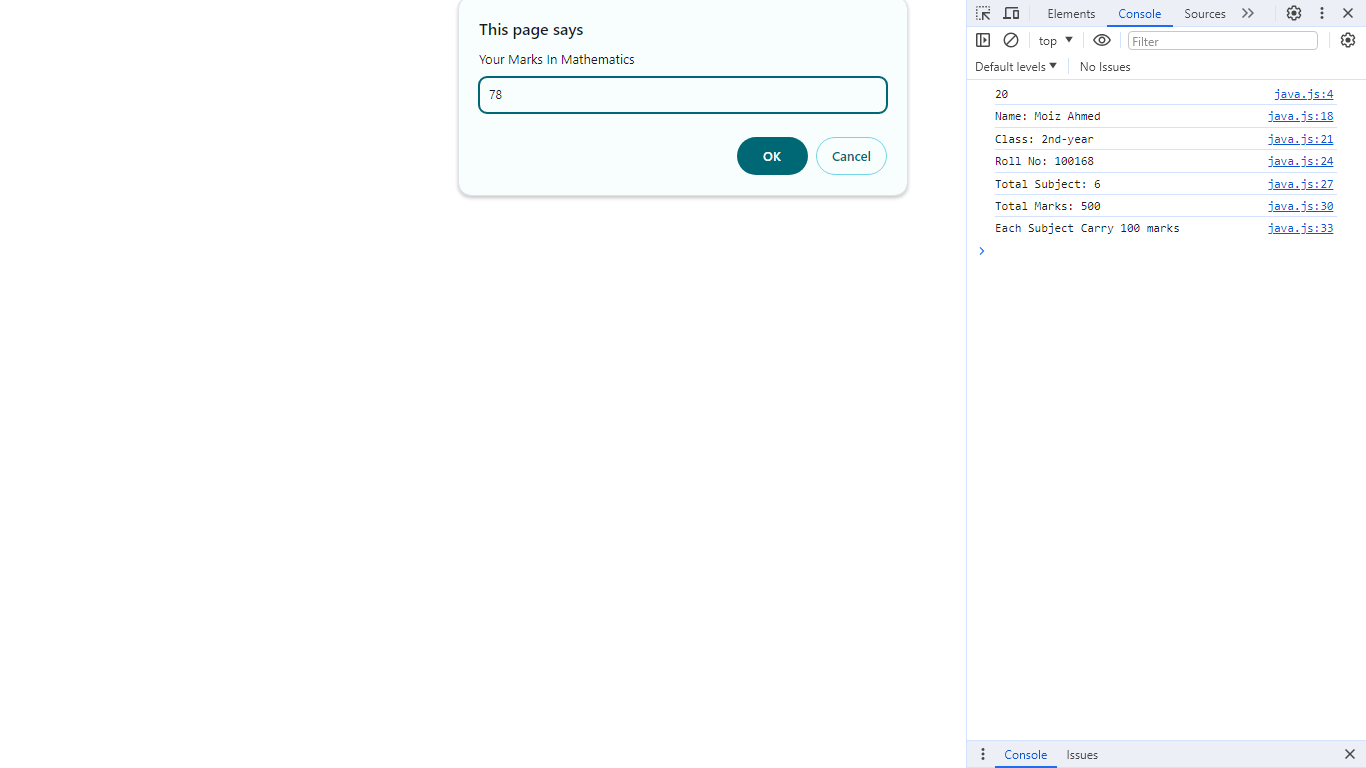 This page says
Your Marks In Mathematics
78
OK Cancel
Elements Console Sources
top Filter
Default levels No Issues
20 java.js:4
Name: Moiz Ahmed java.js:18
Class: 2nd-year java.js:21
Roll No: 100168 java.js:24
Total Subject: 6 java.js:27
Total Marks: 500 java.js:30
Each Subject Carry 100 marks java.js:33
Console Issues